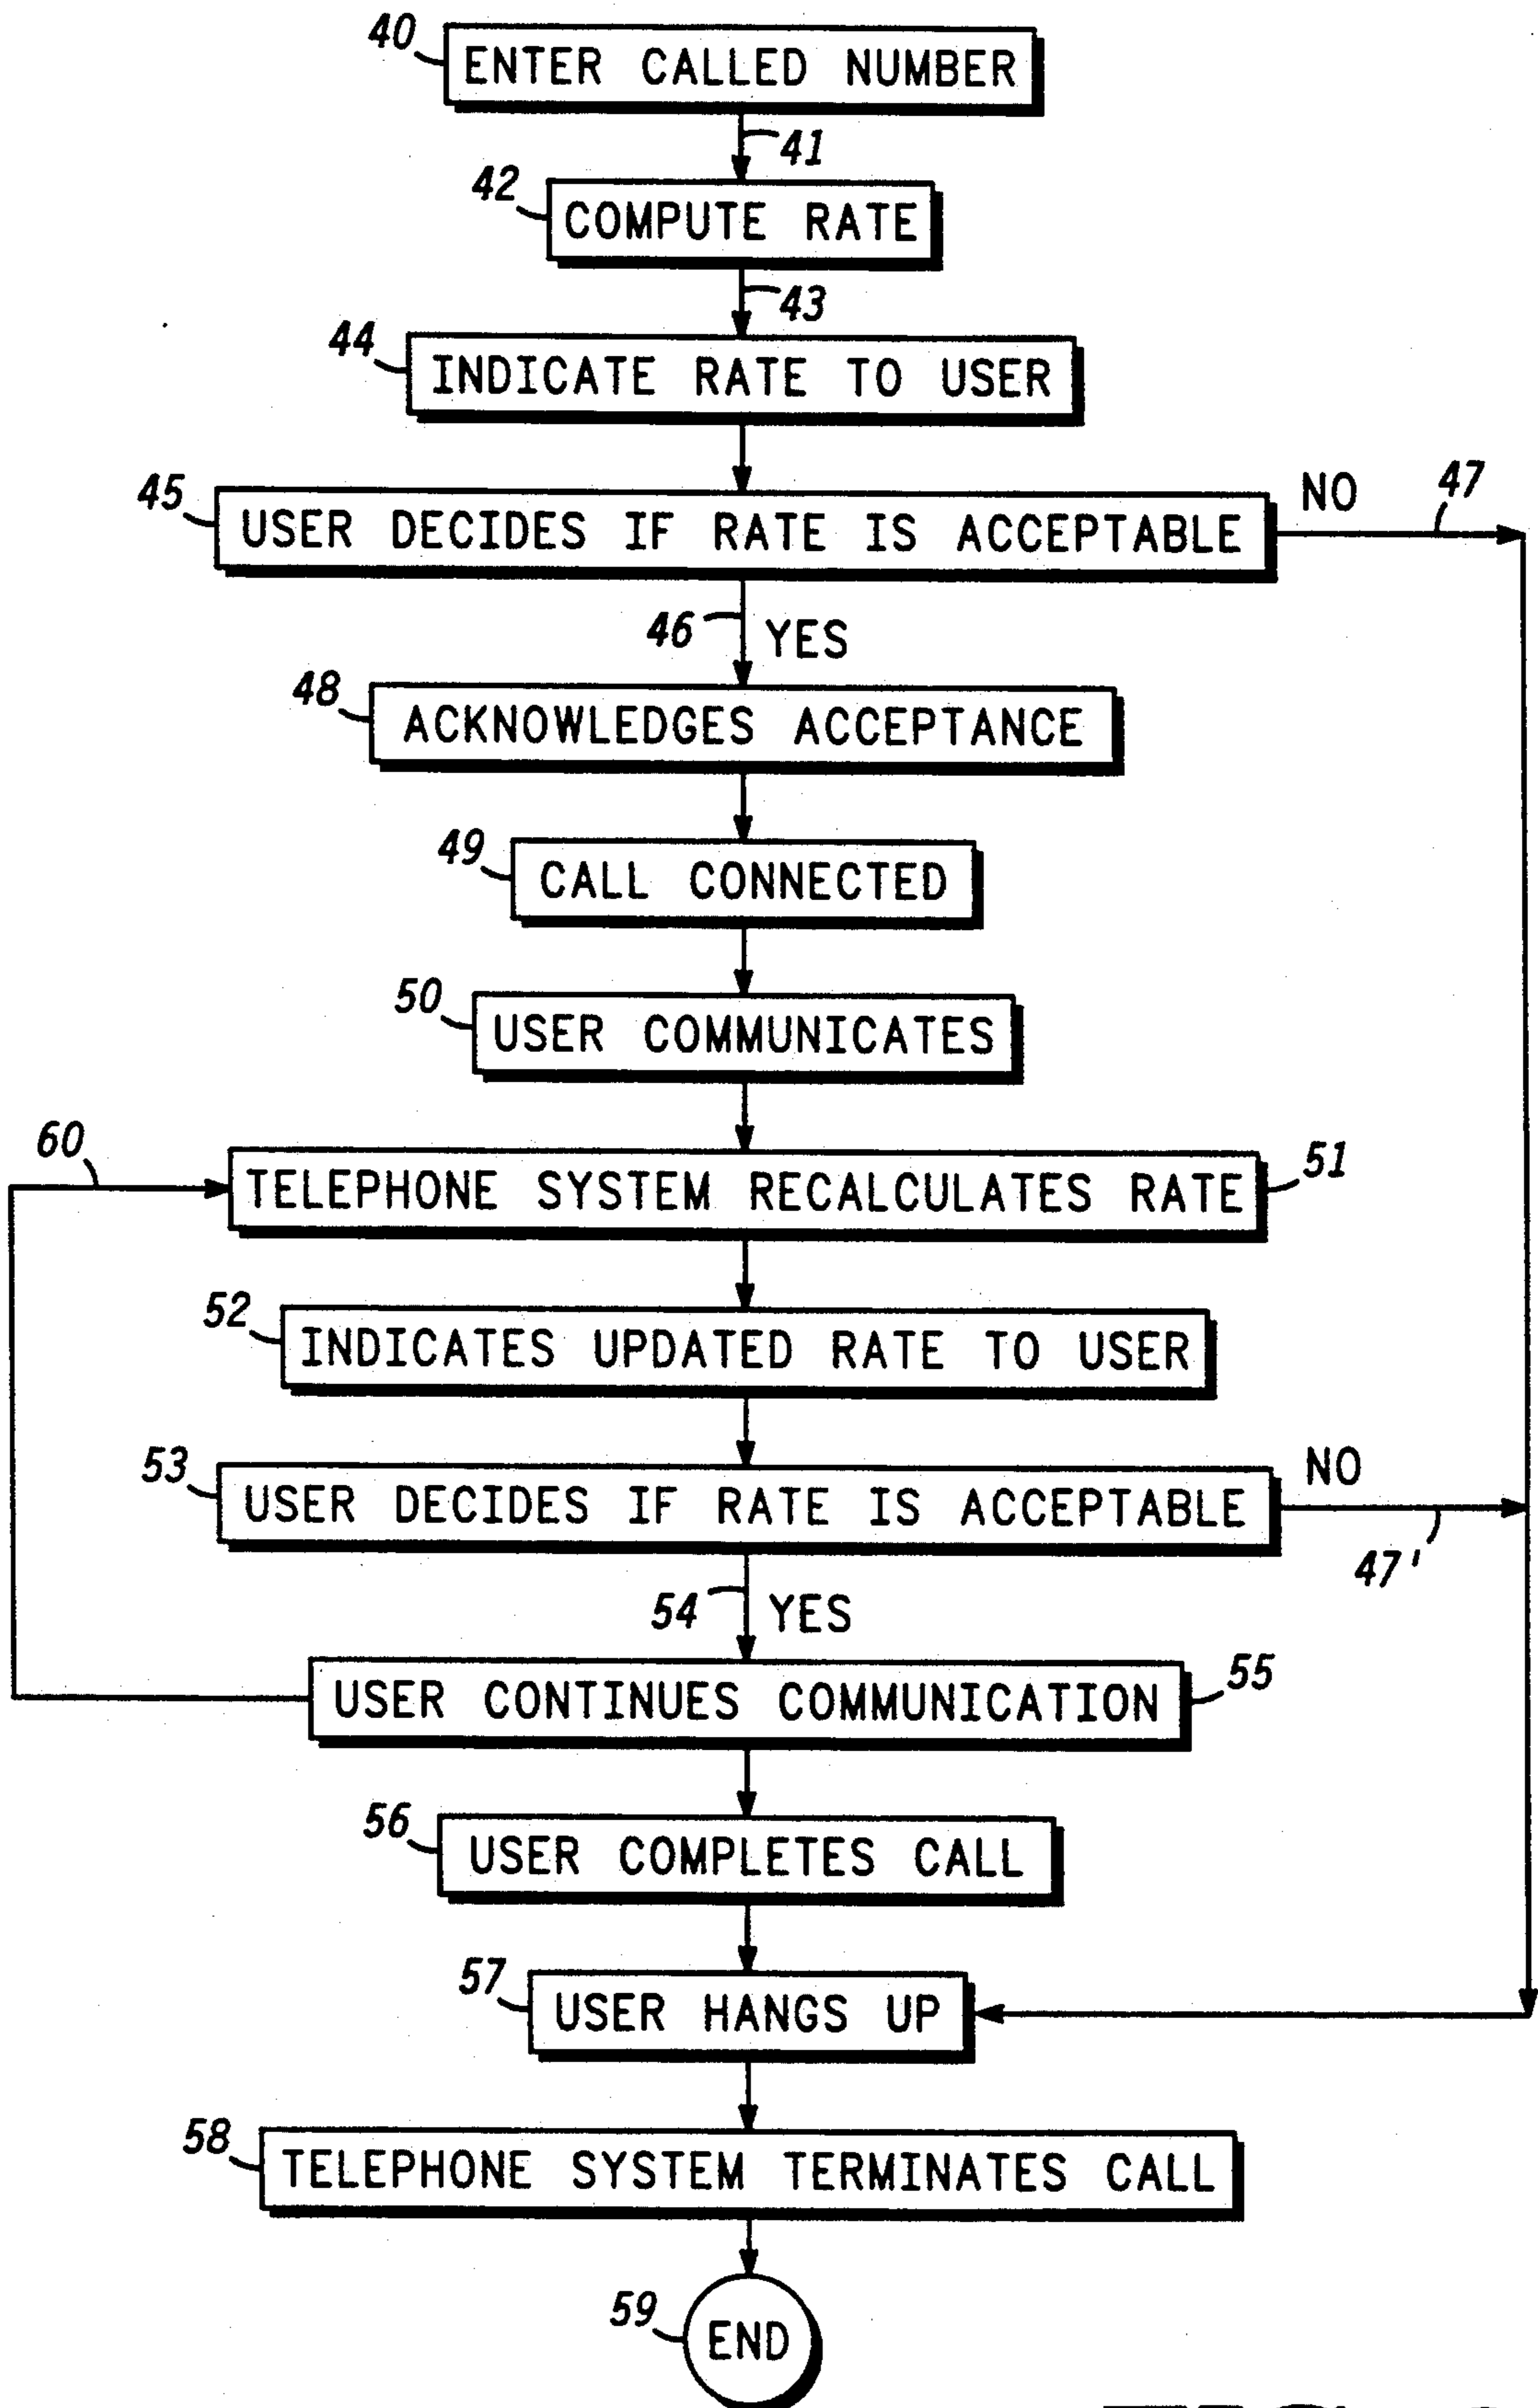 40
ENTER CALLED NUMBER
41
42
COMPUTE RATE
43
44
INDICATE RATE TO USER
45
USER DECIDES IF RATE IS ACCEPTABLE
NO
47
46
YES
48
ACKNOWLEDGES ACCEPTANCE
49
CALL CONNECTED
50
USER COMMUNICATES
60
TELEPHONE SYSTEM RECALCULATES RATE
51
52
INDICATES UPDATED RATE TO USER
53
USER DECIDES IF RATE IS ACCEPTABLE
NO
47'
54
YES
USER CONTINUES COMMUNICATION
55
56
USER COMPLETES CALL
57
USER HANGS UP
58
TELEPHONE SYSTEM TERMINATES CALL
59
END